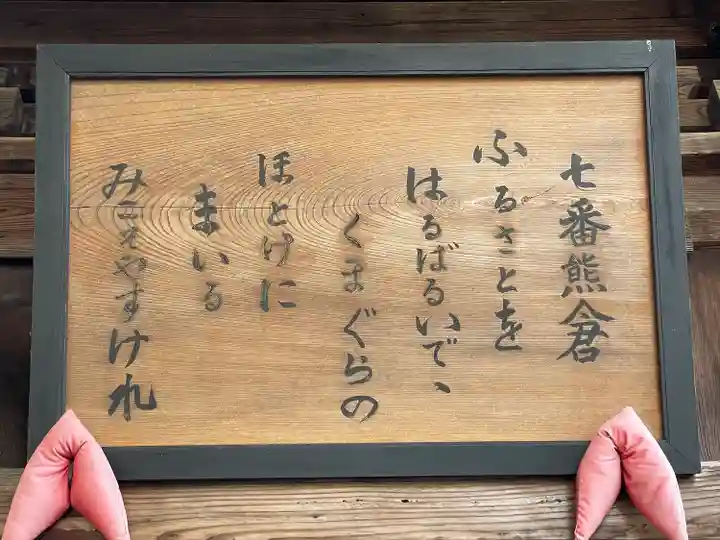 七番熊倉
ふるさとを
はるばるいで、
くまぐらの
ほとけに
まいる
みこゝやすけれ